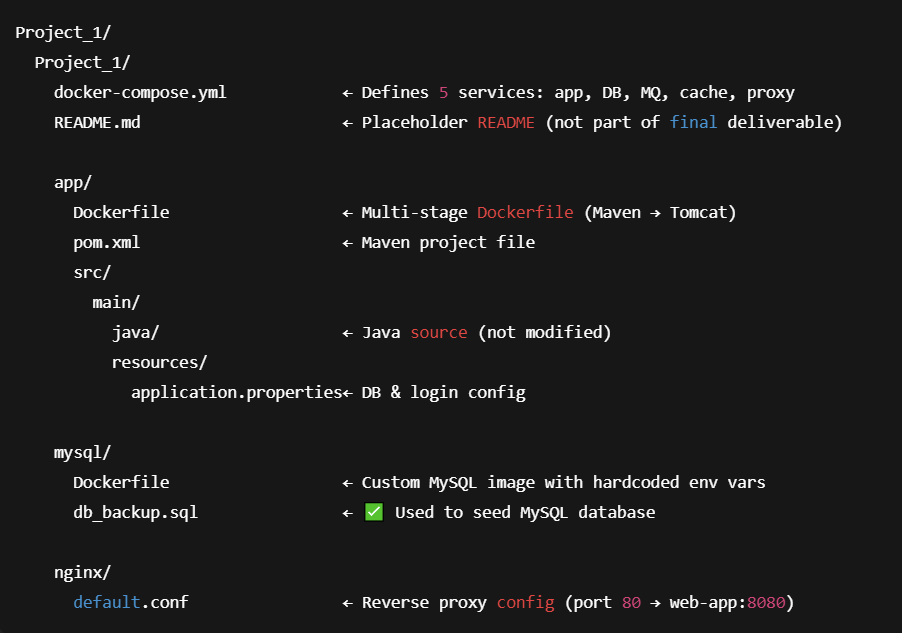 Project_1/
Project_1/
docker-compose.yml ← Defines 5 services: app, DB, MQ, cache, proxy
README.md ← Placeholder README (not part of final deliverable)
app/
Dockerfile ← Multi-stage Dockerfile (Maven → Tomcat)
pom.xml ← Maven project file
src/
main/
java/ ← Java source (not modified)
resources/
application.properties← DB & login config
mysql/
Dockerfile ← Custom MySQL image with hardcoded env vars
db_backup.sql ← ✅ Used to seed MySQL database
nginx/
default.conf ← Reverse proxy config (port 80 → web-app:8080)